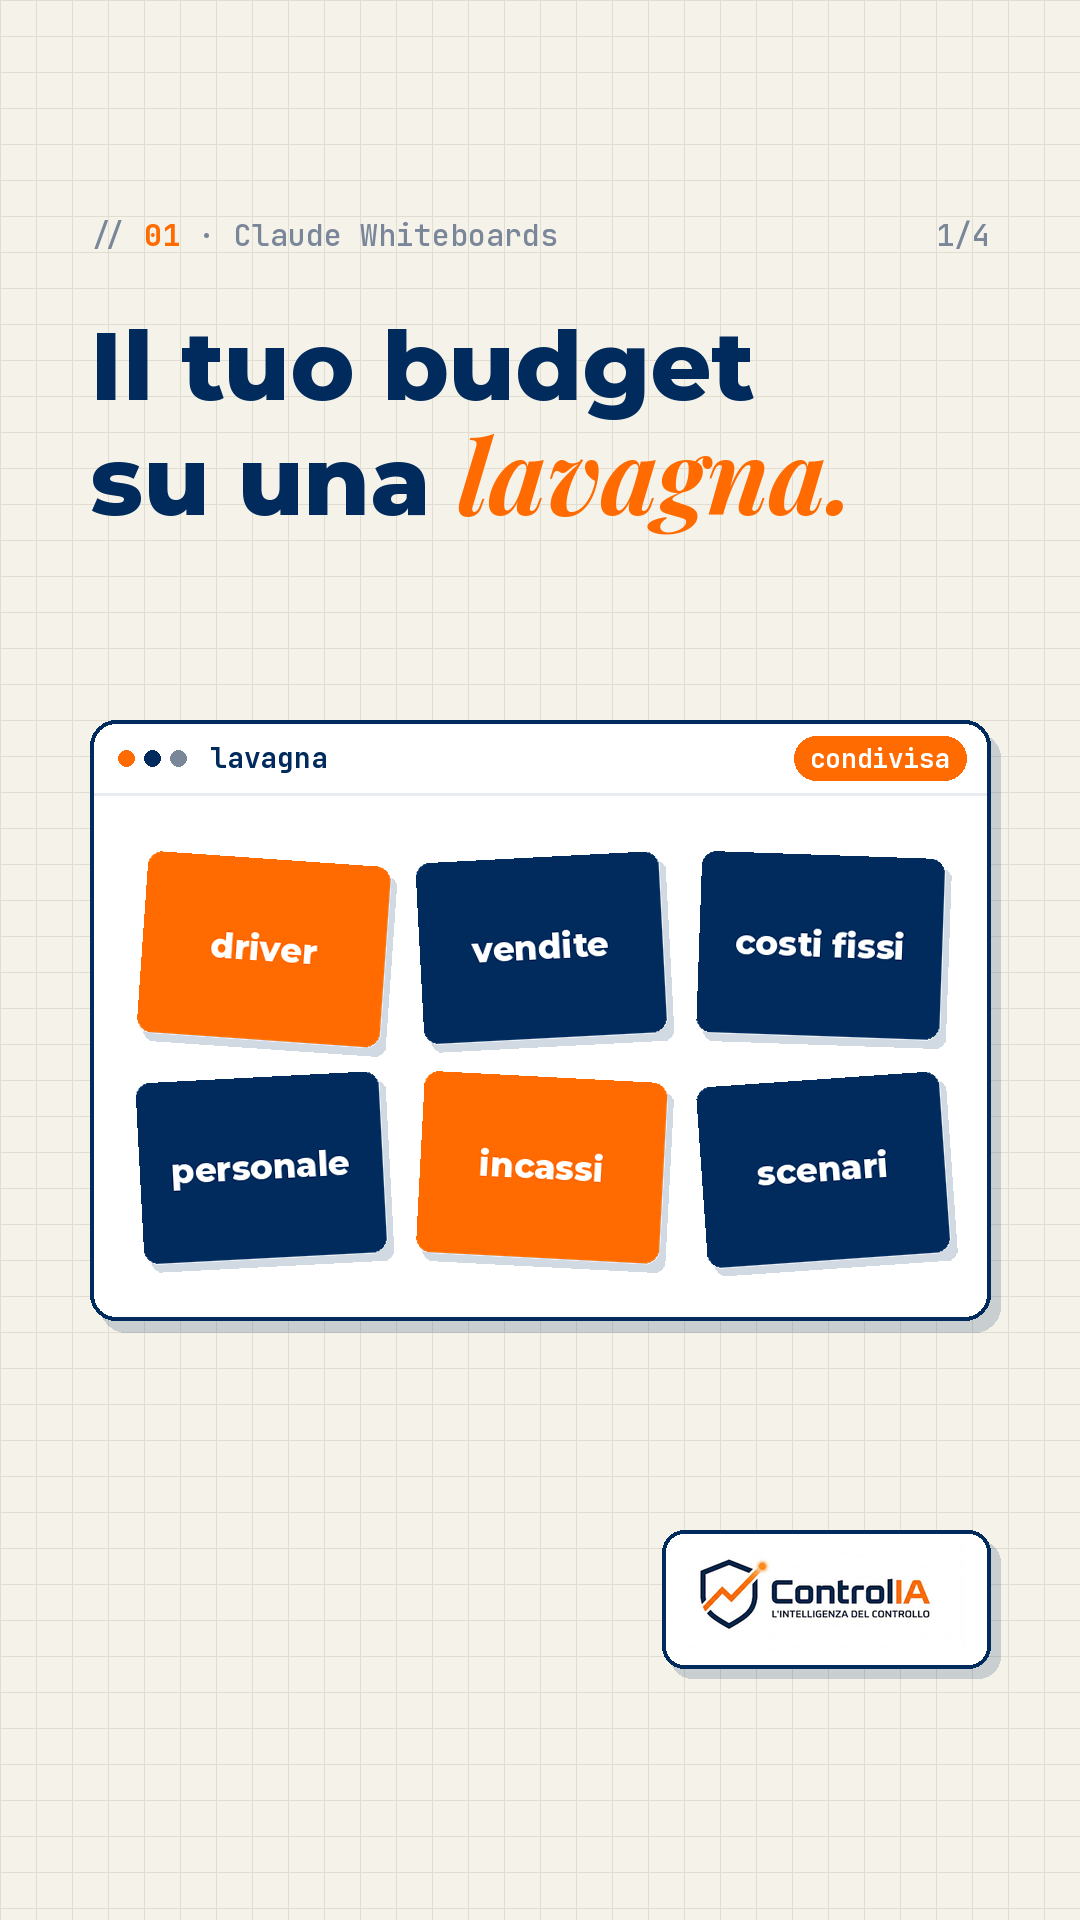 // 01 · Claude Whiteboards
1/4
Il tuo budget
su una lavagna.
lavagna
condivisa
driver
vendite
costi fissi
personale
incassi
scenari
ControlIA
L'INTELLIGENZA DEL CONTROLLO